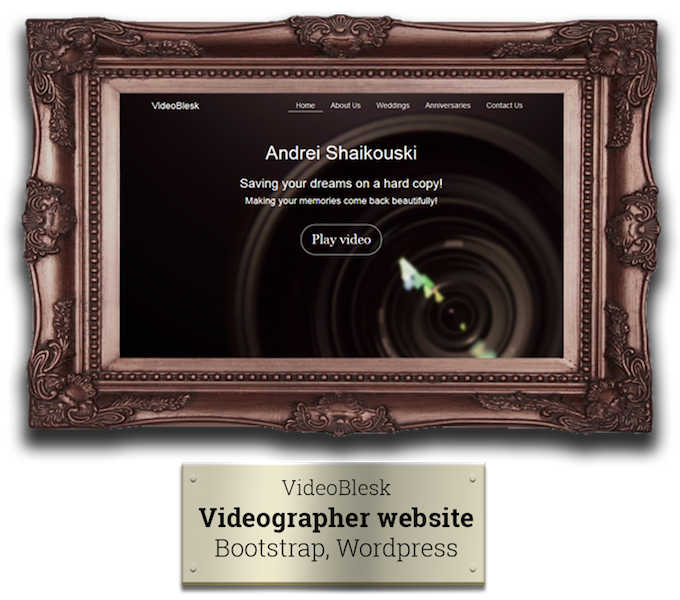 VideoBlesk Home About Us Weddings Anniversaries Contact Us
Andrei Shaikouski
Saving your dreams on a hard copy!
Making your memories come back beautifully!
Play video
VideoBlesk
Videographer website
Bootstrap, Wordpress